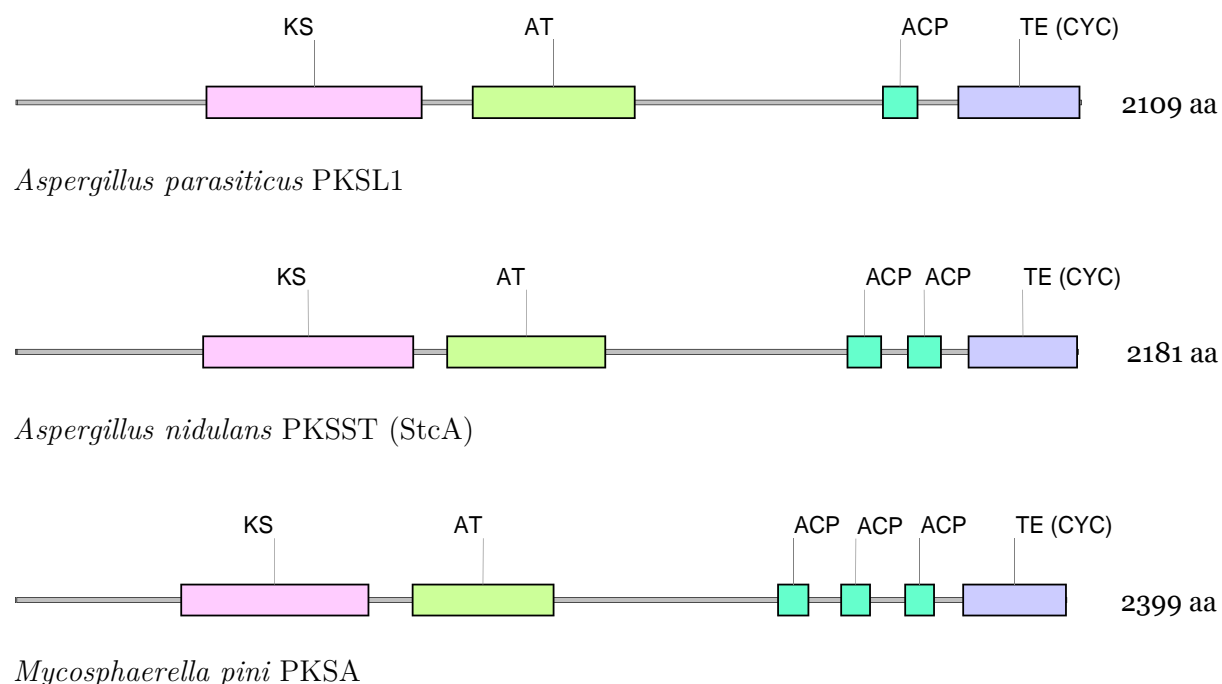 KS AT ACP TE (CYC)
2109 aa
Aspergillus parasiticus PKSL1
KS AT ACP ACP TE (CYC)
2181 aa
Aspergillus nidulans PKSST (StcA)
KS AT ACP ACP ACP TE (CYC)
2399 aa
Mycosphaerella pini PKSA